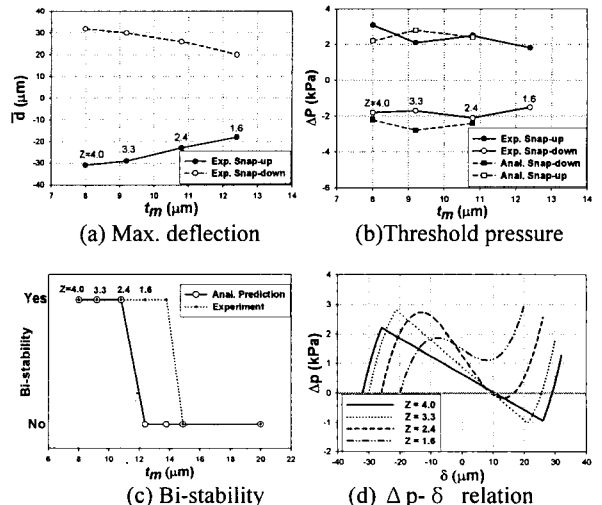 40
30
20
10
0
-10
-20
-30
-40
d (μm)
Z=4.0
3.3
2.4
1.6
Exp. Snap-up
Exp. Snap-down
7 8 9 10 11 12 13 14
tm (μm)
(a) Max. deflection
6
4
2
0
-2
-4
-6
ΔP (kPa)
Z=4.0
3.3
2.4
1.6
Exp. Snap-up
Exp. Snap-down
Anal. Snap-down
Anal. Snap-up
7 8 9 10 11 12 13 14
tm (μm)
(b)Threshold pressure
Yes
No
Bi-stability
Z=4.0
3.3
2.4
1.6
Anal. Prediction
Experiment
6 8 10 12 14 16 18 20 22
tm (μm)
(c) Bi-stability
4
3
2
1
0
-1
-2
Δp (kPa)
Z = 4.0
Z = 3.3
Z = 2.4
Z = 1.6
-40 -30 -20 -10 0 10 20 30 40
δ (μm)
(d) Δ p- δ relation